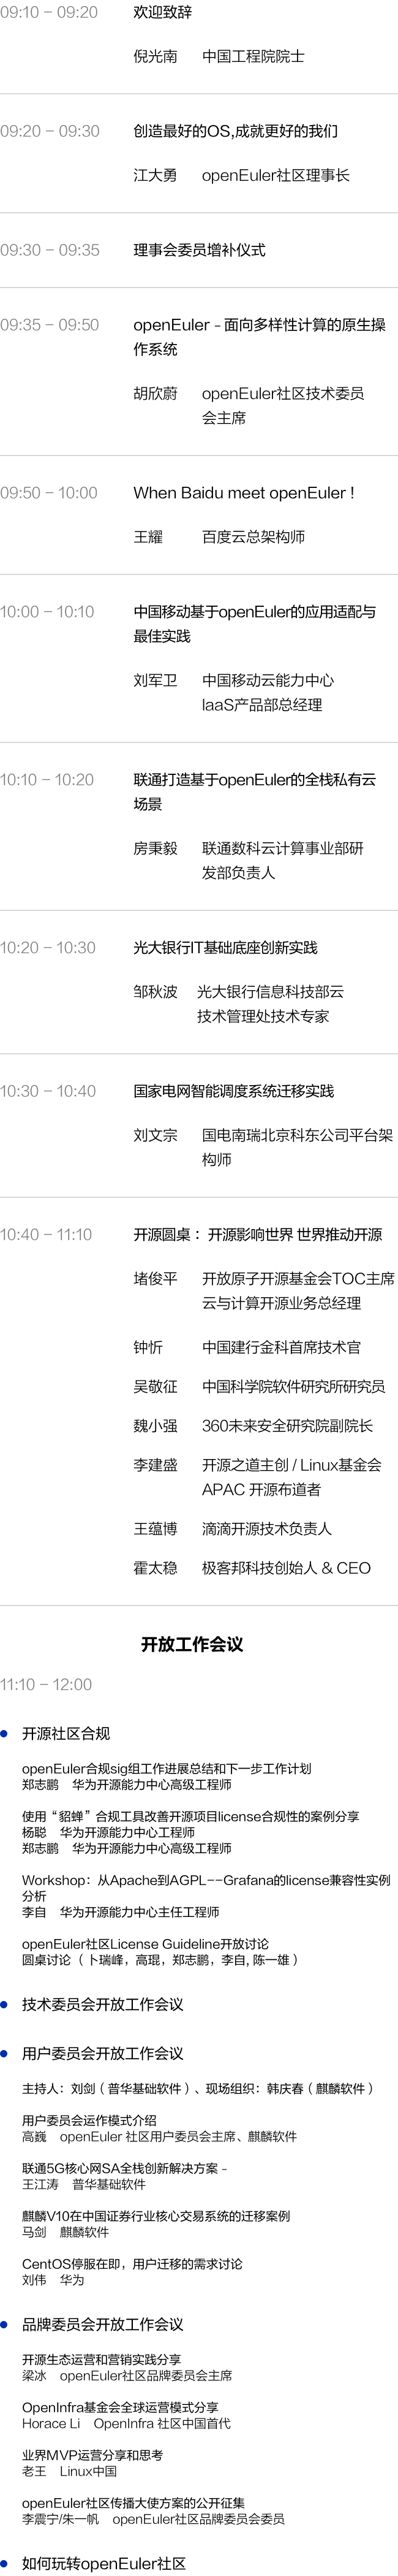 09:10 - 09:20 欢迎致辞
倪光南 中国工程院院士
09:20 - 09:30 创造最好的OS,成就更好的我们
江大勇 openEuler社区理事长
09:30 - 09:35 理事会委员增补仪式
09:35 - 09:50 openEuler - 面向多样性计算的原生操
作系统
胡欣蔚 openEuler社区技术委员
会主席
09:50 - 10:00 When Baidu meet openEuler !
王耀 百度云总架构师
10:00 - 10:10 中国移动基于openEuler的应用适配与
最佳实践
刘军卫 中国移动云能力中心
IaaS产品部总经理
10:10 - 10:20 联通打造基于openEuler的全栈私有云
场景
房秉毅 联通数科云计算事业部研
发部负责人
10:20 - 10:30 光大银行IT基础底座创新实践
邹秋波 光大银行信息科技部云
技术管理处技术专家
10:30 - 10:40 国家电网智能调度系统迁移实践
刘文宗 国电南瑞北京科东公司平台架
构师
10:40 - 11:10 开源圆桌： 开源影响世界 世界推动开源
堵俊平 开放原子开源基金会TOC主席
云与计算开源业务总经理
钟忻 中国建行金科首席技术官
吴敬征 中国科学院软件研究所研究员
魏小强 360未来安全研究院副院长
李建盛 开源之道主创 / Linux基金会
APAC 开源布道者
王蕴博 滴滴开源技术负责人
霍太稳 极客邦科技创始人 & CEO
开放工作会议
11:10 - 12:00
开源社区合规
openEuler合规sig组工作进展总结和下一步工作计划
郑志鹏 华为开源能力中心高级工程师
使用“貂蝉”合规工具改善开源项目license合规性的案例分享
杨聪 华为开源能力中心工程师
郑志鹏 华为开源能力中心高级工程师
Workshop：从Apache到AGPL--Grafana的license兼容性实例
分析
李自 华为开源能力中心主任工程师
openEuler社区License Guideline开放讨论
圆桌讨论（卜瑞峰，高琨，郑志鹏，李自, 陈一雄）
技术委员会开放工作会议
用户委员会开放工作会议
主持人：刘剑（普华基础软件）、现场组织：韩庆春（麒麟软件）
用户委员会运作模式介绍
高巍 openEuler 社区用户委员会主席、麒麟软件
联通5G核心网SA全栈创新解决方案 -
王江涛 普华基础软件
麒麟V10在中国证券行业核心交易系统的迁移案例
马剑 麒麟软件
CentOS停服在即，用户迁移的需求讨论
刘伟 华为
品牌委员会开放工作会议
开源生态运营和营销实践分享
梁冰 openEuler社区品牌委员会主席
OpenInfra基金会全球运营模式分享
Horace Li OpenInfra 社区中国首代
业界MVP运营分享和思考
老王 Linux中国
openEuler社区传播大使方案的公开征集
李震宁/朱一帆 openEuler社区品牌委员会委员
如何玩转openEuler社区